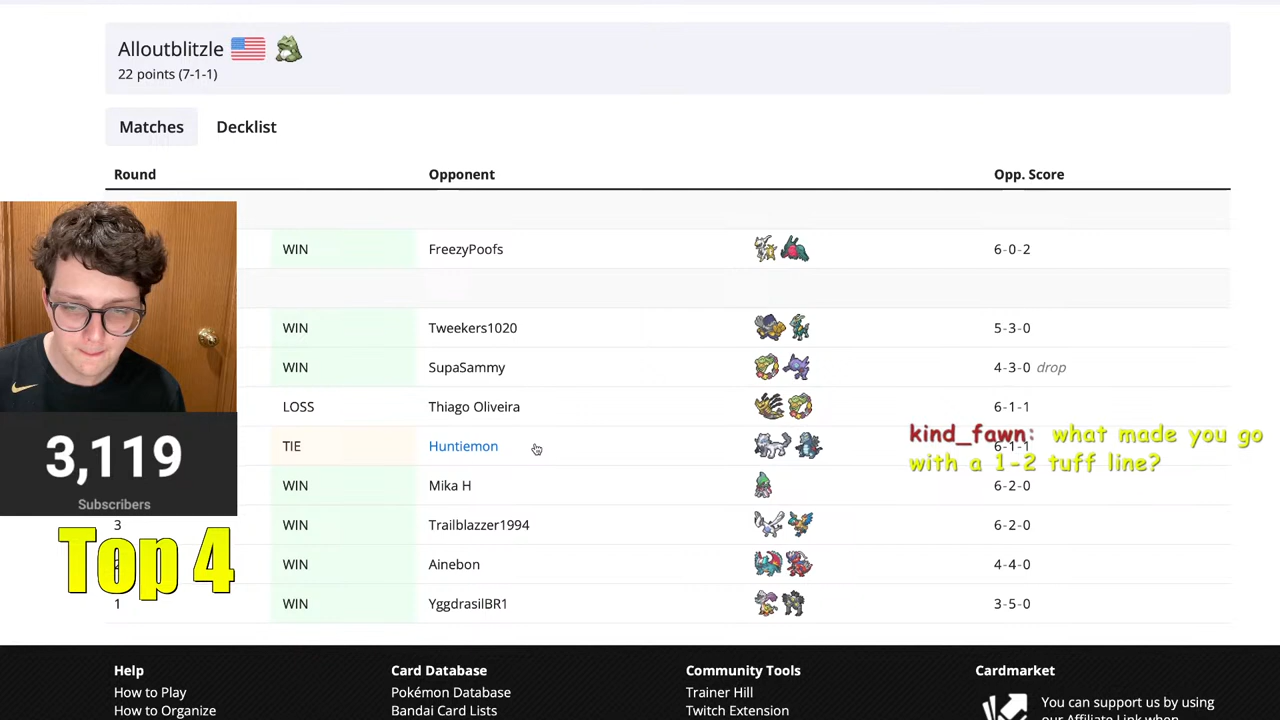 Alloutblitzle
22 points (7-1-1)
Matches Decklist
Round Opponent Opp. Score
WIN FreezyPoofs 6-0-2
WIN Tweekers1020 5-3-0
WIN SupaSammy 4-3-0 drop
LOSS Thiago Oliveira 6-1-1
TIE Huntiemon 6-1-1
kind_fawn: what made you go
with a 1-2 tuff line?
WIN Mika H 6-2-0
3 WIN Trailblazzer1994 6-2-0
WIN Ainebon 4-4-0
1 WIN YggdrasilBR1 3-5-0
3,119
Subscribers
Top 4
Help Card Database Community Tools Cardmarket
How to Play Pokémon Database Trainer Hill You can support us by using
How to Organize Bandai Card Lists Twitch Extension our Affiliate Link when